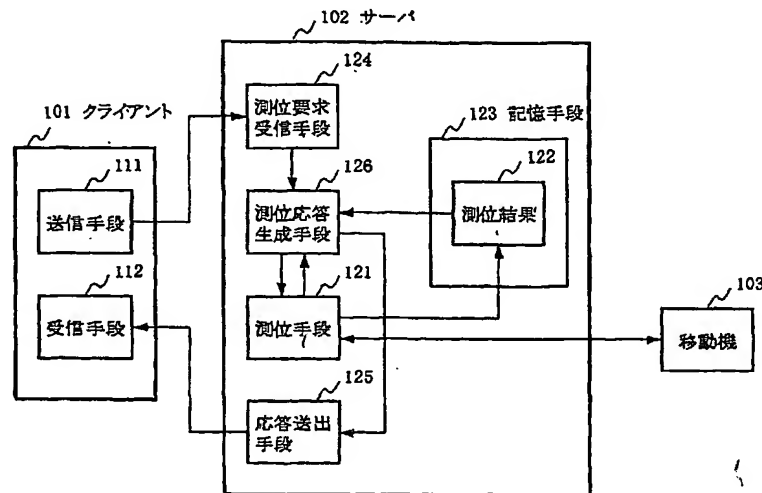 102 サーバ
124
測位要求
受信手段
101 クライアント
111
送信手段
112
受信手段
126
測位応答
生成手段
121
測位手段
125
応答送出
手段
123 記憶手段
122
測位結果
103
移動機